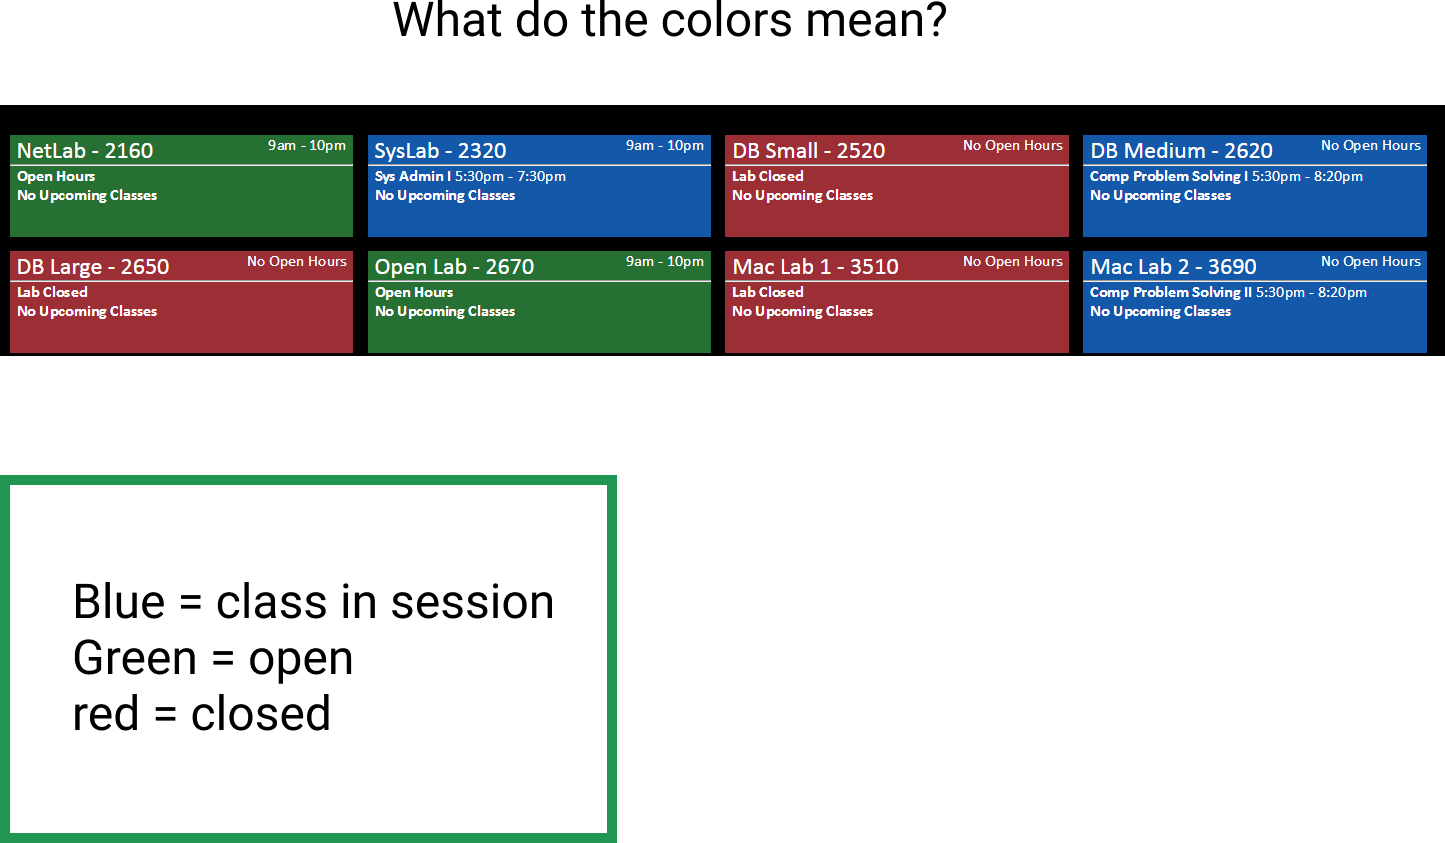 What do the colors mean?
NetLab - 2160 9am - 10pm
Open Hours
No Upcoming Classes
SysLab - 2320 9am - 10pm
Sys Admin I 5:30pm - 7:30pm
No Upcoming Classes
DB Small - 2520 No Open Hours
Lab Closed
No Upcoming Classes
DB Medium - 2620 No Open Hours
Comp Problem Solving I 5:30pm - 8:20pm
No Upcoming Classes
DB Large - 2650 No Open Hours
Lab Closed
No Upcoming Classes
Open Lab - 2670 9am - 10pm
Open Hours
No Upcoming Classes
Mac Lab 1 - 3510 No Open Hours
Lab Closed
No Upcoming Classes
Mac Lab 2 - 3690 No Open Hours
Comp Problem Solving II 5:30pm - 8:20pm
No Upcoming Classes
Blue = class in session
Green = open
red = closed